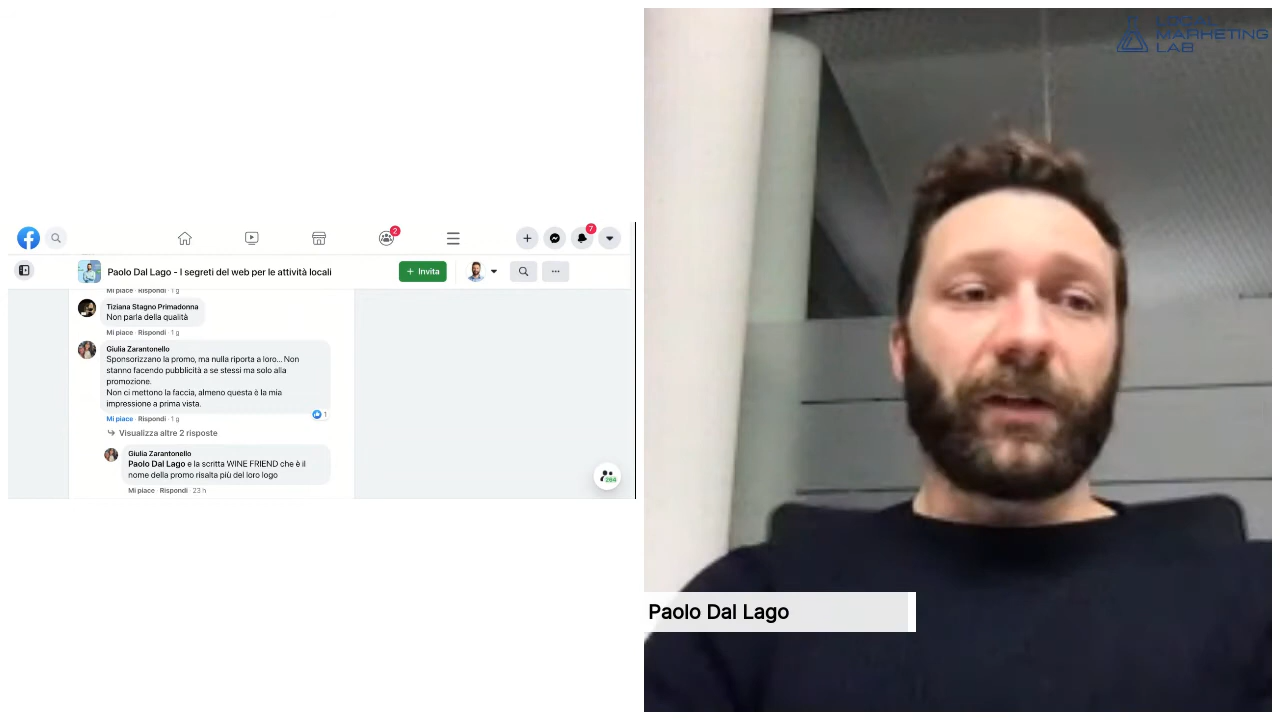 2
7
Paolo Dal Lago - I segreti del web per le attività locali
+ Invita
Mi piace · Rispondi · 1 g
Tiziana Stagno Primadonna
Non parla della qualità
Mi piace · Rispondi · 1 g
Giulia Zarantonello
Sponsorizzano la promo, ma nulla riporta a loro... Non
stanno facendo pubblicità a se stessi ma solo alla
promozione.
Non ci mettono la faccia, almeno questa è la mia
impressione a prima vista.
1
Mi piace · Rispondi · 1 g
Visualizza altre 2 risposte
Giulia Zarantonello
Paolo Dal Lago e la scritta WINE FRIEND che è il
nome della promo risalta più del loro logo
Mi piace · Rispondi · 23 h
264
LOCAL
MARKETING
LAB
Paolo Dal Lago